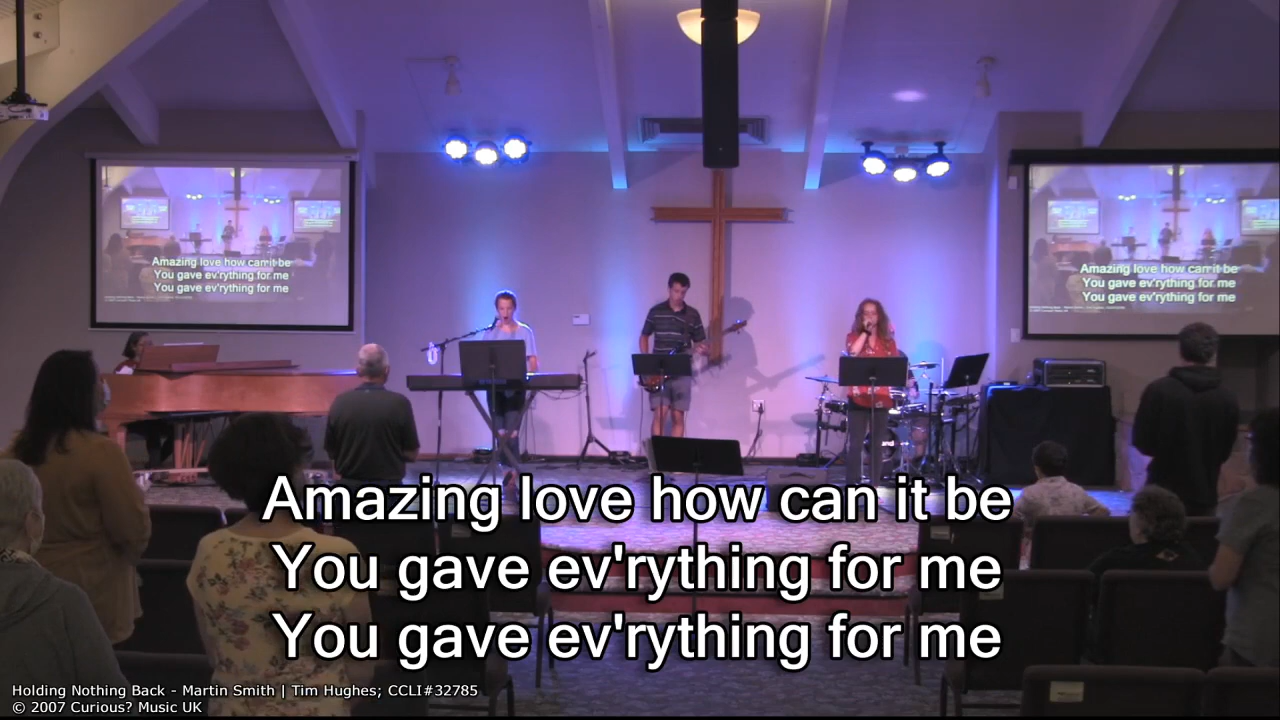 Amazing love how can it be
You gave ev'rything for me
You gave ev'rything for me
Amazing love how can it be
You gave ev'rything for me
You gave ev'rything for me
Amazing love how can it be
You gave ev'rything for me
You gave ev'rything for me
Holding Nothing Back - Martin Smith | Tim Hughes; CCLI#32785
© 2007 Curious? Music UK